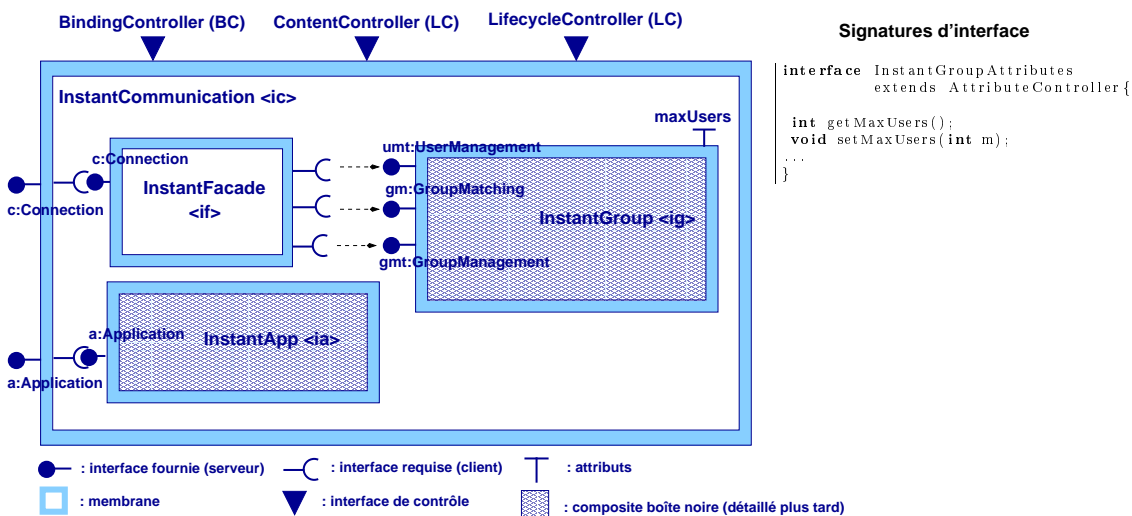 BindingController (BC)
ContentController (LC)
LifecycleController (LC)
Signatures d'interface
interface InstantGroupAttributes
extends AttributeController{
int getMaxUsers();
void setMaxUsers(int m);
...
}
InstantCommunication <ic>
maxUsers
c:Connection
umt:UserManagement
InstantFacade
<if>
gm:GroupMatching
c:Connection
InstantGroup <ig>
gmt:GroupManagement
a:Application
InstantApp <ia>
a:Application
: interface fournie (serveur)
: interface requise (client)
: attributs
: membrane
: interface de contrôle
: composite boîte noire (détaillé plus tard)